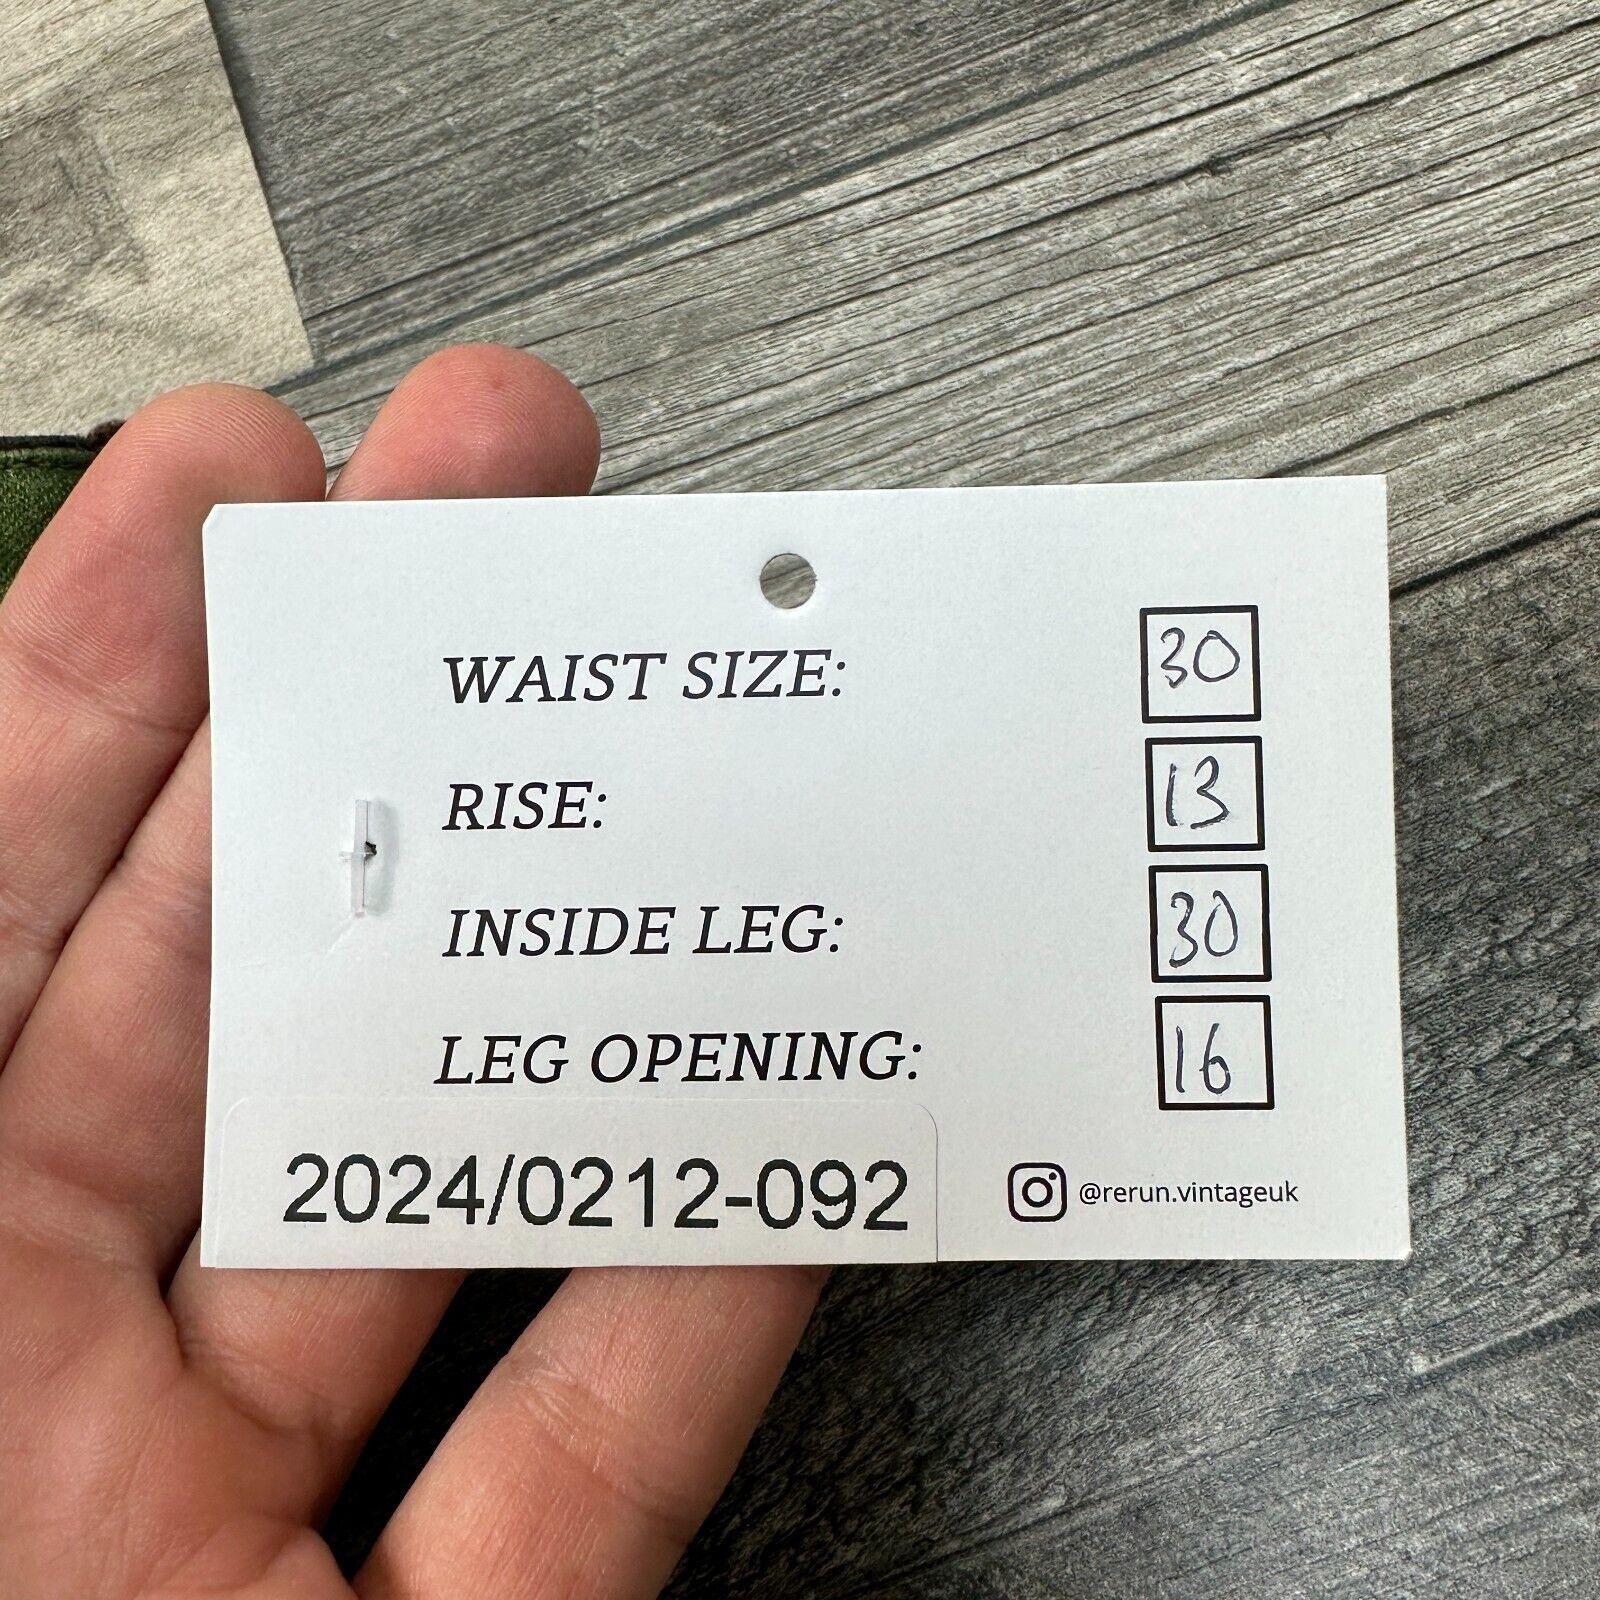 WAIST SIZE: 30
RISE: 13
INSIDE LEG: 30
LEG OPENING: 16
2024/0212-092
@rerun.vintageuk